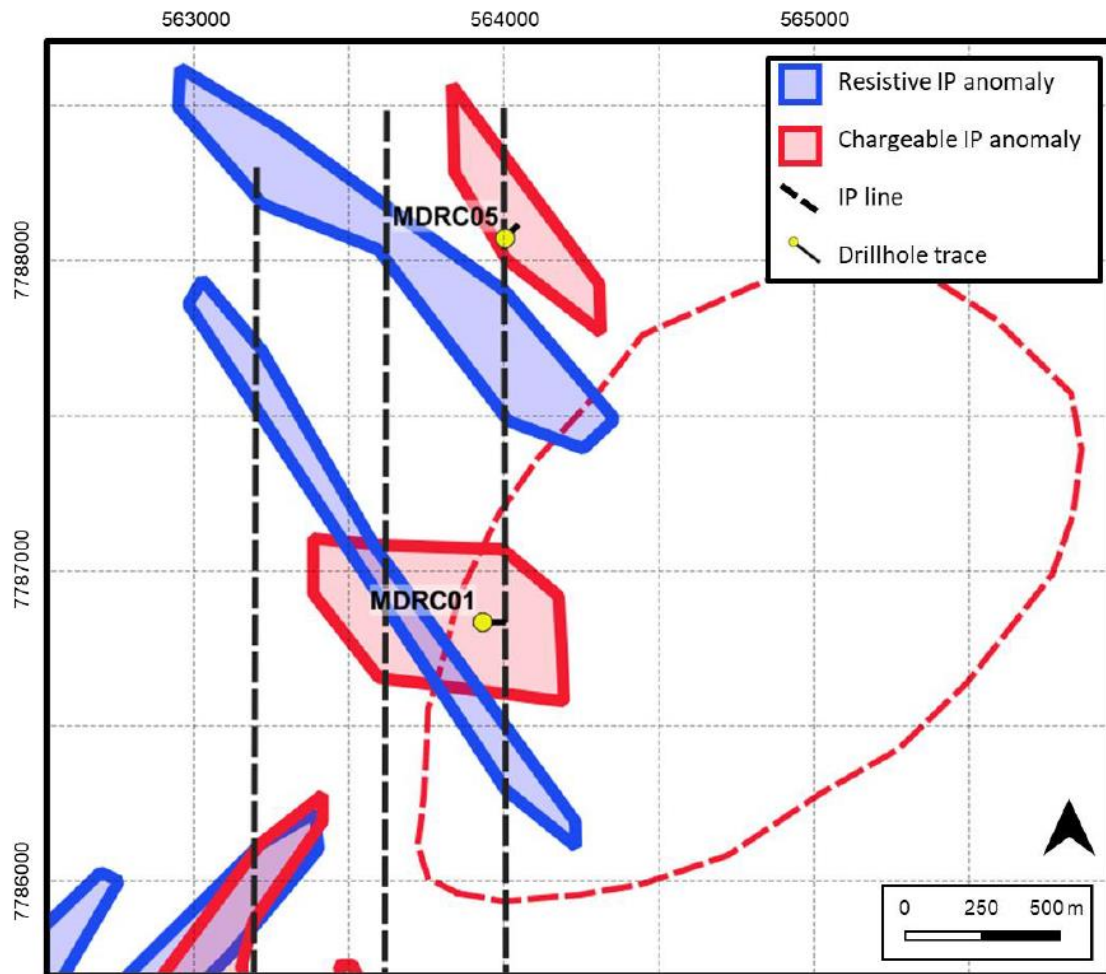 563000
564000
565000
Resistive IP anomaly
Chargeable IP anomaly
IP line
Drillhole trace
MDRC05
7788000
7787000
MDRC01
7786000
0 250 500 m